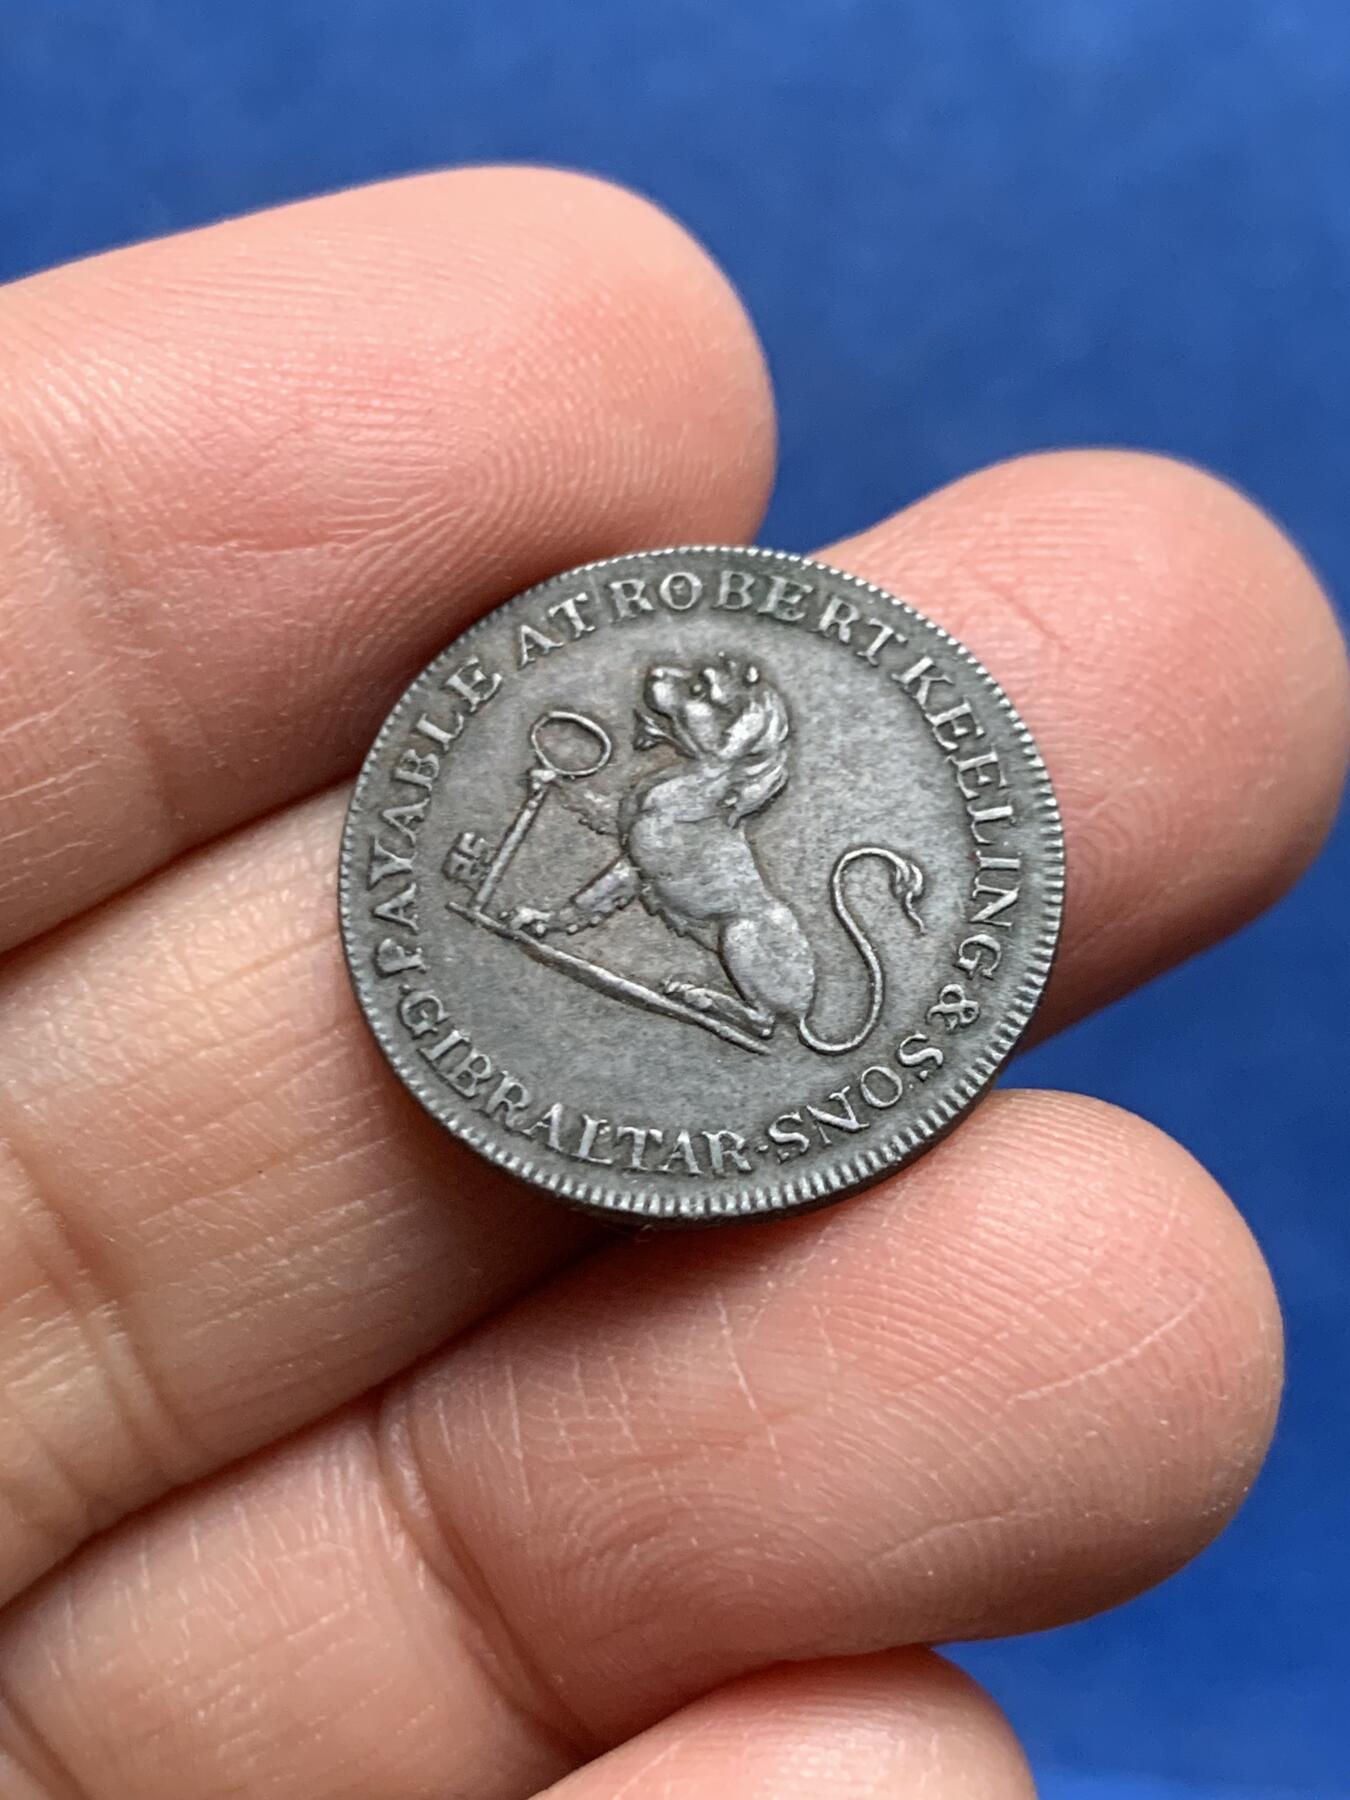 PAYABLE AT ROBERT KEELING & SONS · GIBRALTAR ·